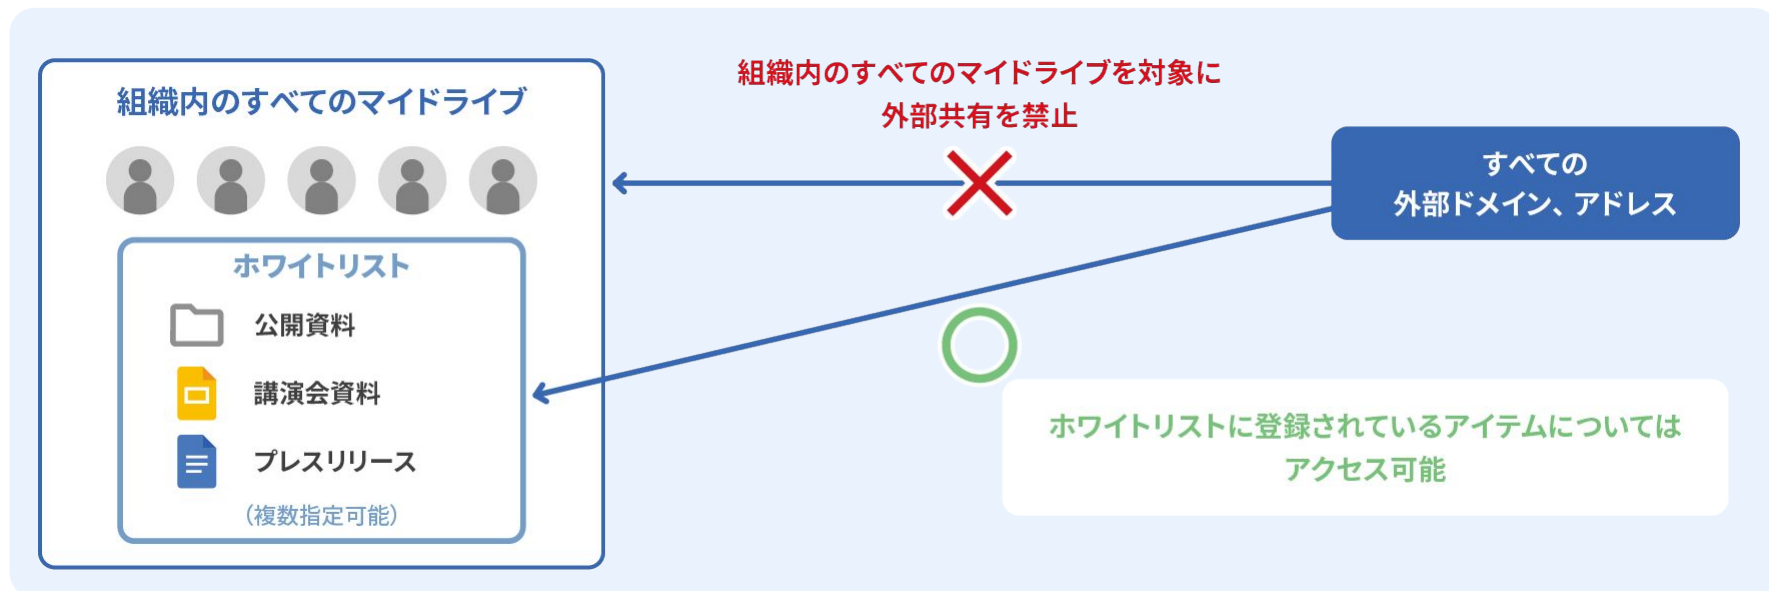 組織内のすべてのマイドライブ
ホワイトリスト
公開資料
講演会資料
プレスリリース
（複数指定可能）
組織内のすべてのマイドライブを対象に
外部共有を禁止
すべての
外部ドメイン、アドレス
ホワイトリストに登録されているアイテムについては
アクセス可能